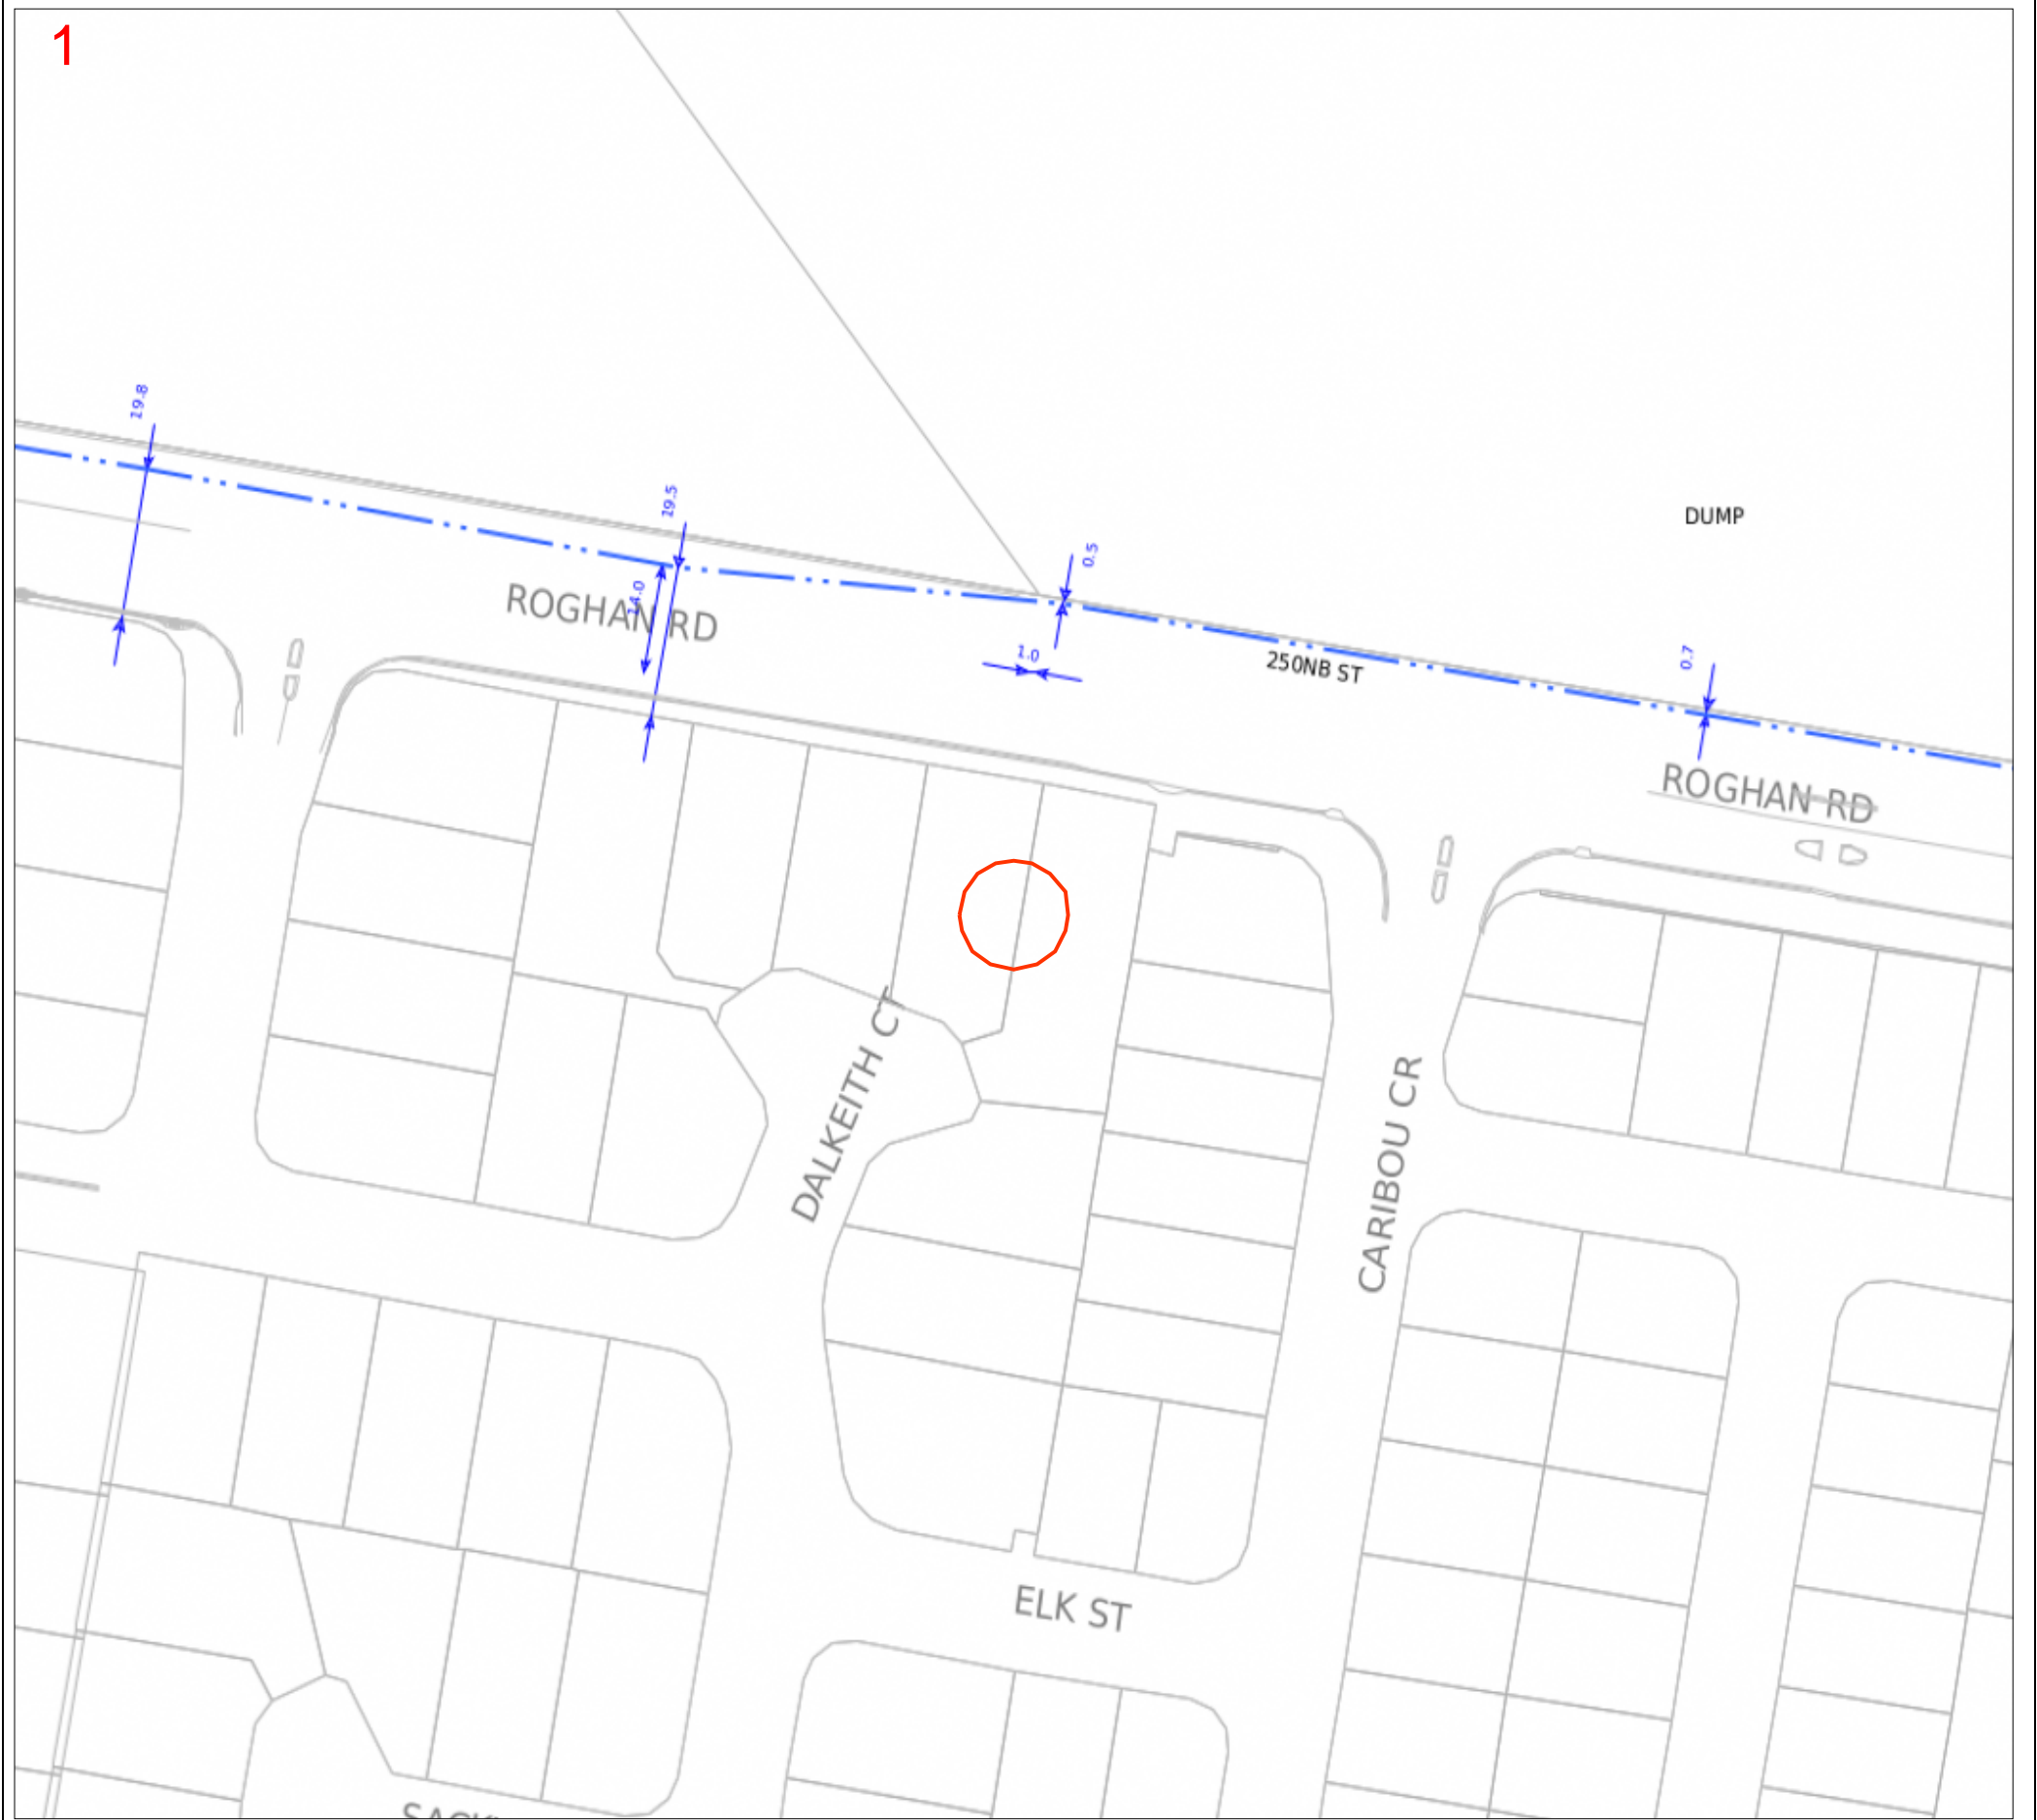 1
19.8
19.5
0.5
DUMP
14.0
ROGHAN RD
1.0
250NB ST
0.7
ROGHAN RD
DALKEITH CT
CARIBOU CR
ELK ST